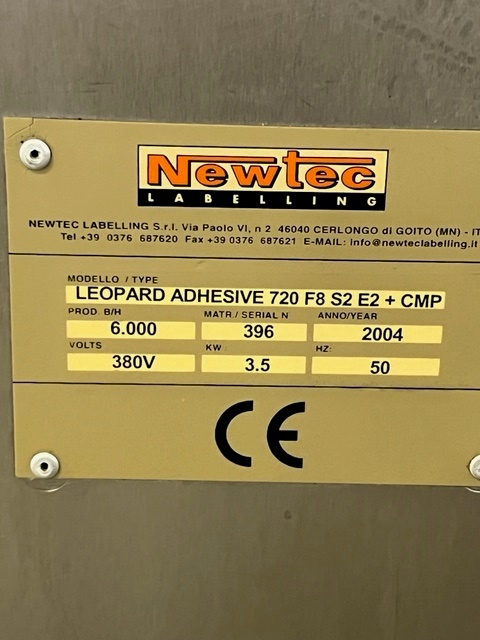 Newtec
LABELLING
NEWTEC LABELLING S.r.l. Via Paolo VI, n 2 46040 CERLONGO di GOITO (MN) - IT
Tel +39 0376 687620 Fax +39 0376 687621 E-MAIL: info@newteclabelling.it
MODELLO / TYPE
LEOPARD ADHESIVE 720 F8 S2 E2 + CMP
PROD. B/H MATR./ SERIAL N ANNO/YEAR
6.000 396 2004
VOLTS KW HZ:
380V 3.5 50
CE